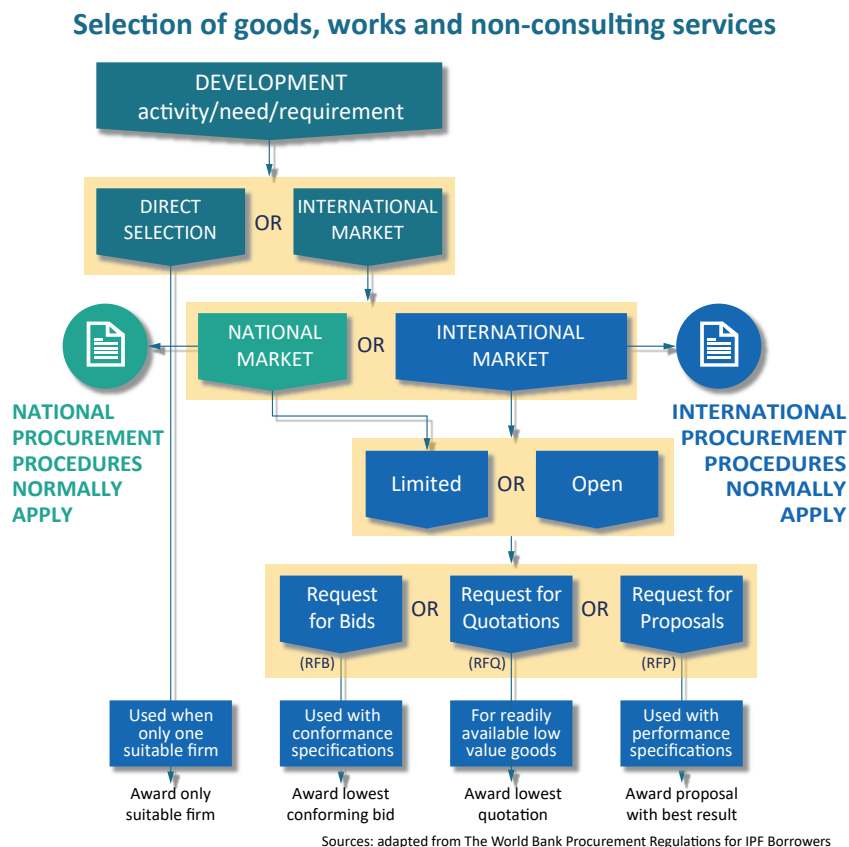 Selection of goods, works and non-consulting services
DEVELOPMENT
activity/need/requirement
DIRECT
SELECTION
OR
INTERNATIONAL
MARKET
NATIONAL
MARKET
OR
INTERNATIONAL
MARKET
NATIONAL
PROCUREMENT
PROCEDURES
NORMALLY
APPLY
INTERNATIONAL
PROCUREMENT
PROCEDURES
NORMALLY
APPLY
Limited
OR
Open
Request
for Bids
(RFB)
OR
Request for
Quotations
(RFQ)
OR
Request for
Proposals
(RFP)
Used when
only one
suitable firm
Used with
conformance
specifications
For readily
available low
value goods
Used with
performance
specifications
Award only
suitable firm
Award lowest
conforming bid
Award lowest
quotation
Award proposal
with best result
Sources: adapted from The World Bank Procurement Regulations for IPF Borrowers